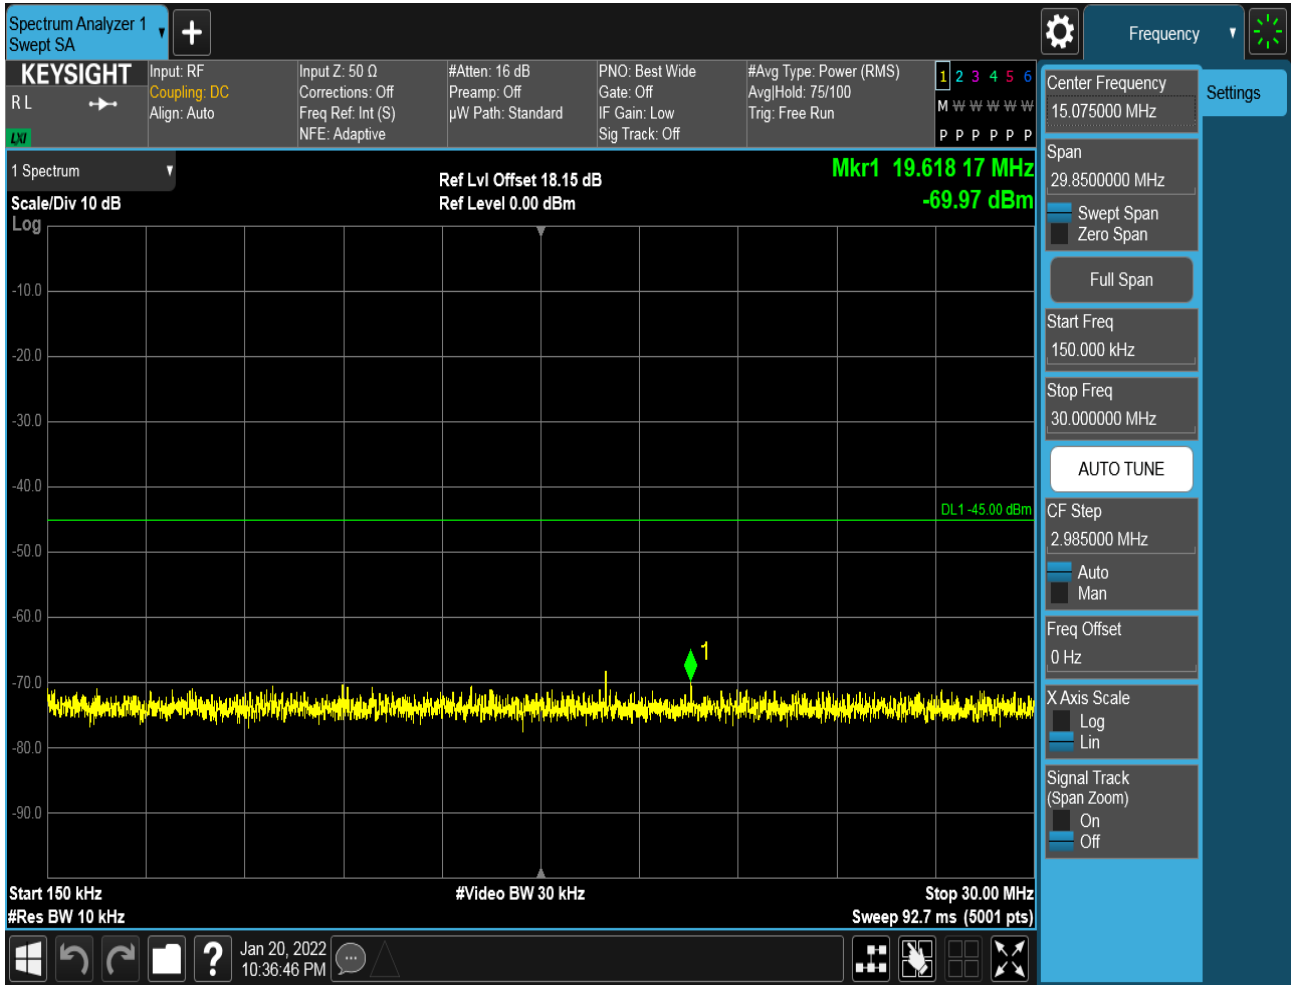 Spectrum Analyzer 1
Swept SA
Frequency
KEYSIGHT
R L
LXI
Input: RF
Coupling: DC
Align: Auto
Input Z: 50 Ω
Corrections: Off
Freq Ref: Int (S)
NFE: Adaptive
#Atten: 16 dB
Preamp: Off
µW Path: Standard
PNO: Best Wide
Gate: Off
IF Gain: Low
Sig Track: Off
#Avg Type: Power (RMS)
Avg|Hold: 75/100
Trig: Free Run
1 2 3 4 5 6
M W W W W W
P P P P P P
1 Spectrum
Scale/Div 10 dB
Log
Ref Lvl Offset 18.15 dB
Ref Level 0.00 dBm
Mkr1 19.618 17 MHz
-69.97 dBm
-10.0
-20.0
-30.0
-40.0
DL1 -45.00 dBm
-50.0
-60.0
1
-70.0
-80.0
-90.0
Start 150 kHz
#Video BW 30 kHz
Stop 30.00 MHz
#Res BW 10 kHz
Sweep 92.7 ms (5001 pts)
Center Frequency
15.075000 MHz
Settings
Span
29.8500000 MHz
Swept Span
Zero Span
Full Span
Start Freq
150.000 kHz
Stop Freq
30.000000 MHz
AUTO TUNE
CF Step
2.985000 MHz
Auto
Man
Freq Offset
0 Hz
X Axis Scale
Log
Lin
Signal Track
(Span Zoom)
On
Off
?
Jan 20, 2022
10:36:46 PM